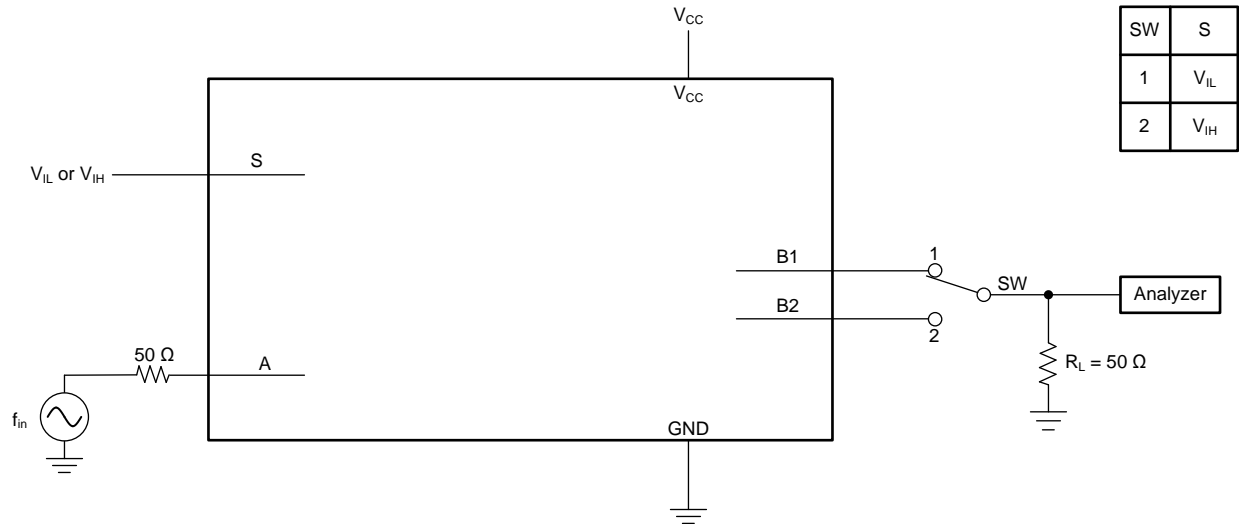 V_CC
SW S
1 V_IL
2 V_IH
V_CC
S
V_IL or V_IH
B1
1
SW
Analyzer
B2
2
R_L = 50 Ω
50 Ω
A
f_in
GND